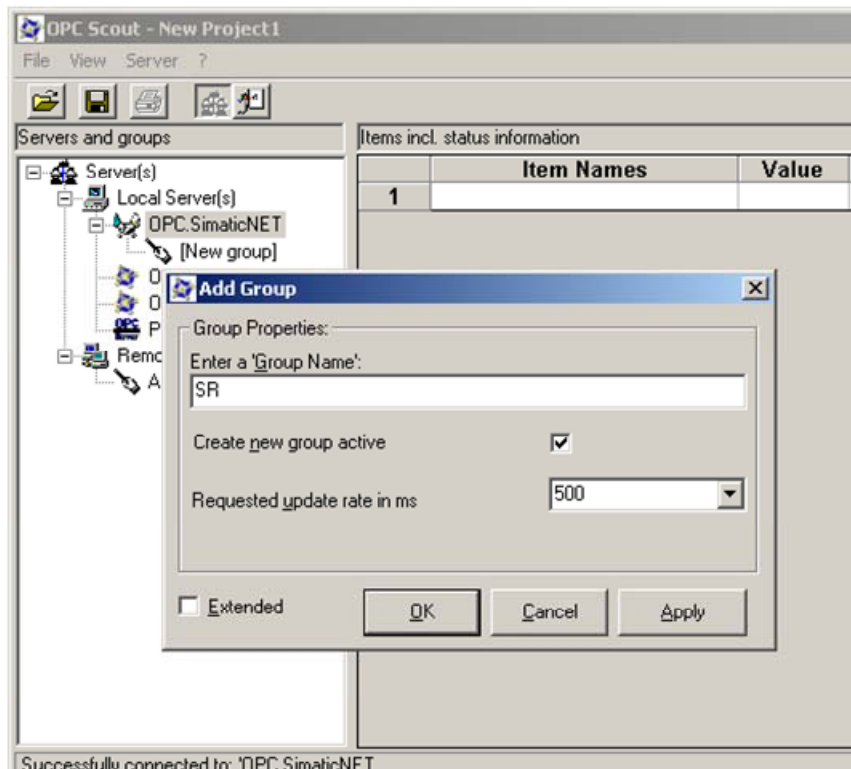 OPC Scout - New Project1
File View Server ?
Servers and groups
Items incl. status information
Server(s)
Local Server(s)
OPC.SimaticNET
[New group]
O
O
P
Remo
A
Item Names Value
1
Add Group
Group Properties:
Enter a 'Group Name':
SR
Create new group active
Requested update rate in ms
500
Extended
OK Cancel Apply
Successfully connected to: 'OPC.SimaticNET